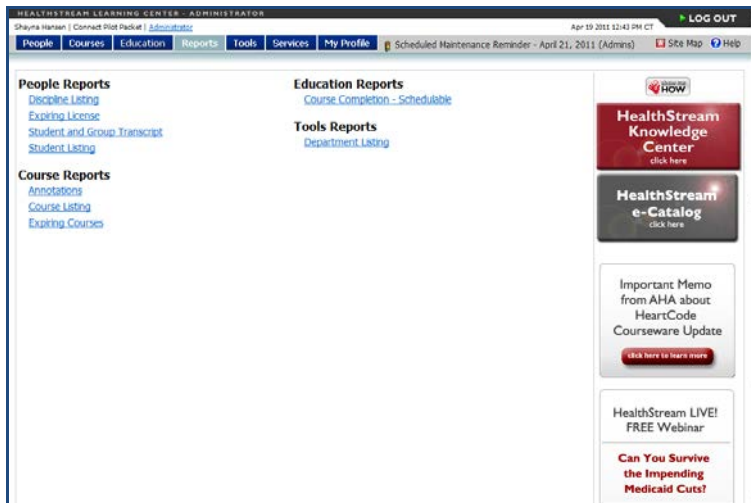 HEALTHSTREAM LEARNING CENTER - ADMINISTRATOR
LOG OUT
Shayna Hansen | Connect Pilot Packet | Administrator
Apr 19 2011 12:43 PM CT
People Courses Education Reports Tools Services My Profile
Scheduled Maintenance Reminder - April 21, 2011 (Admins)
Site Map Help
People Reports
Discipline Listing
Expiring License
Student and Group Transcript
Student Listing
Course Reports
Annotations
Course Listing
Expiring Courses
Education Reports
Course Completion - Schedulable
Tools Reports
Department Listing
HOW
HealthStream
Knowledge
Center
click here
HealthStream
e-Catalog
click here
Important Memo
from AHA about
HeartCode
Courseware Update
click here to learn more
HealthStream LIVE!
FREE Webinar
Can You Survive
the Impending
Medicaid Cuts?